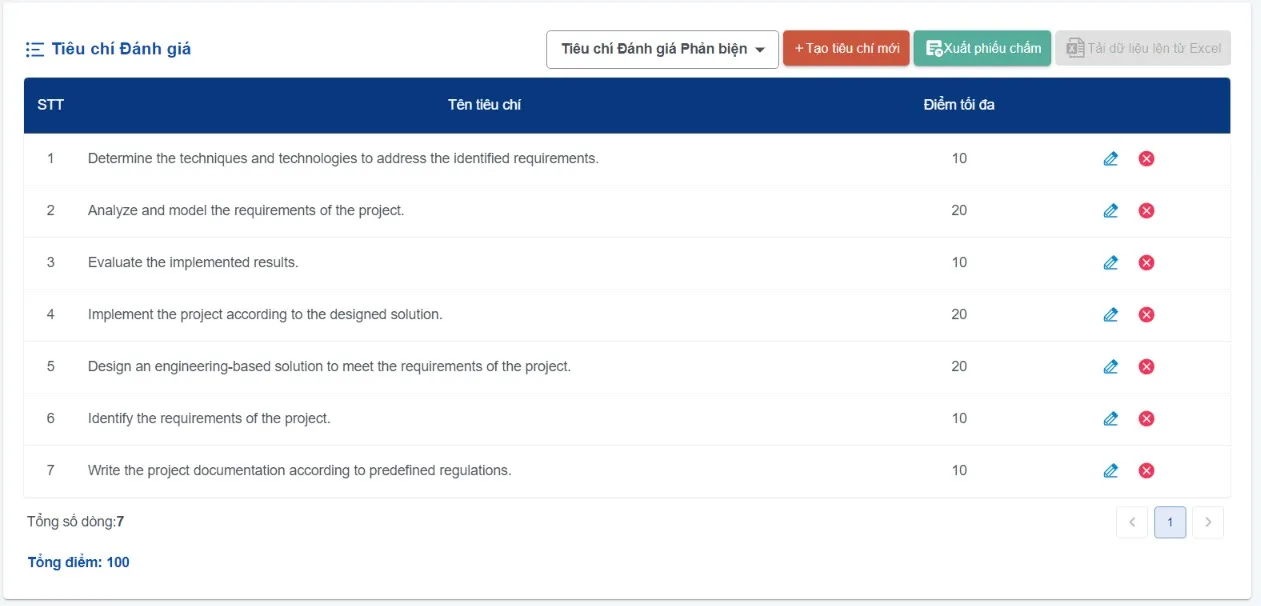 Tiêu chí Đánh giá
Tiêu chí Đánh giá Phản biện
+ Tạo tiêu chí mới
Xuất phiếu chấm
Tải dữ liệu lên từ Excel
STT Tên tiêu chí Điểm tối đa
1 Determine the techniques and technologies to address the identified requirements. 10
2 Analyze and model the requirements of the project. 20
3 Evaluate the implemented results. 10
4 Implement the project according to the designed solution. 20
5 Design an engineering-based solution to meet the requirements of the project. 20
6 Identify the requirements of the project. 10
7 Write the project documentation according to predefined regulations. 10
Tổng số dòng:7
< 1 >
Tổng điểm: 100